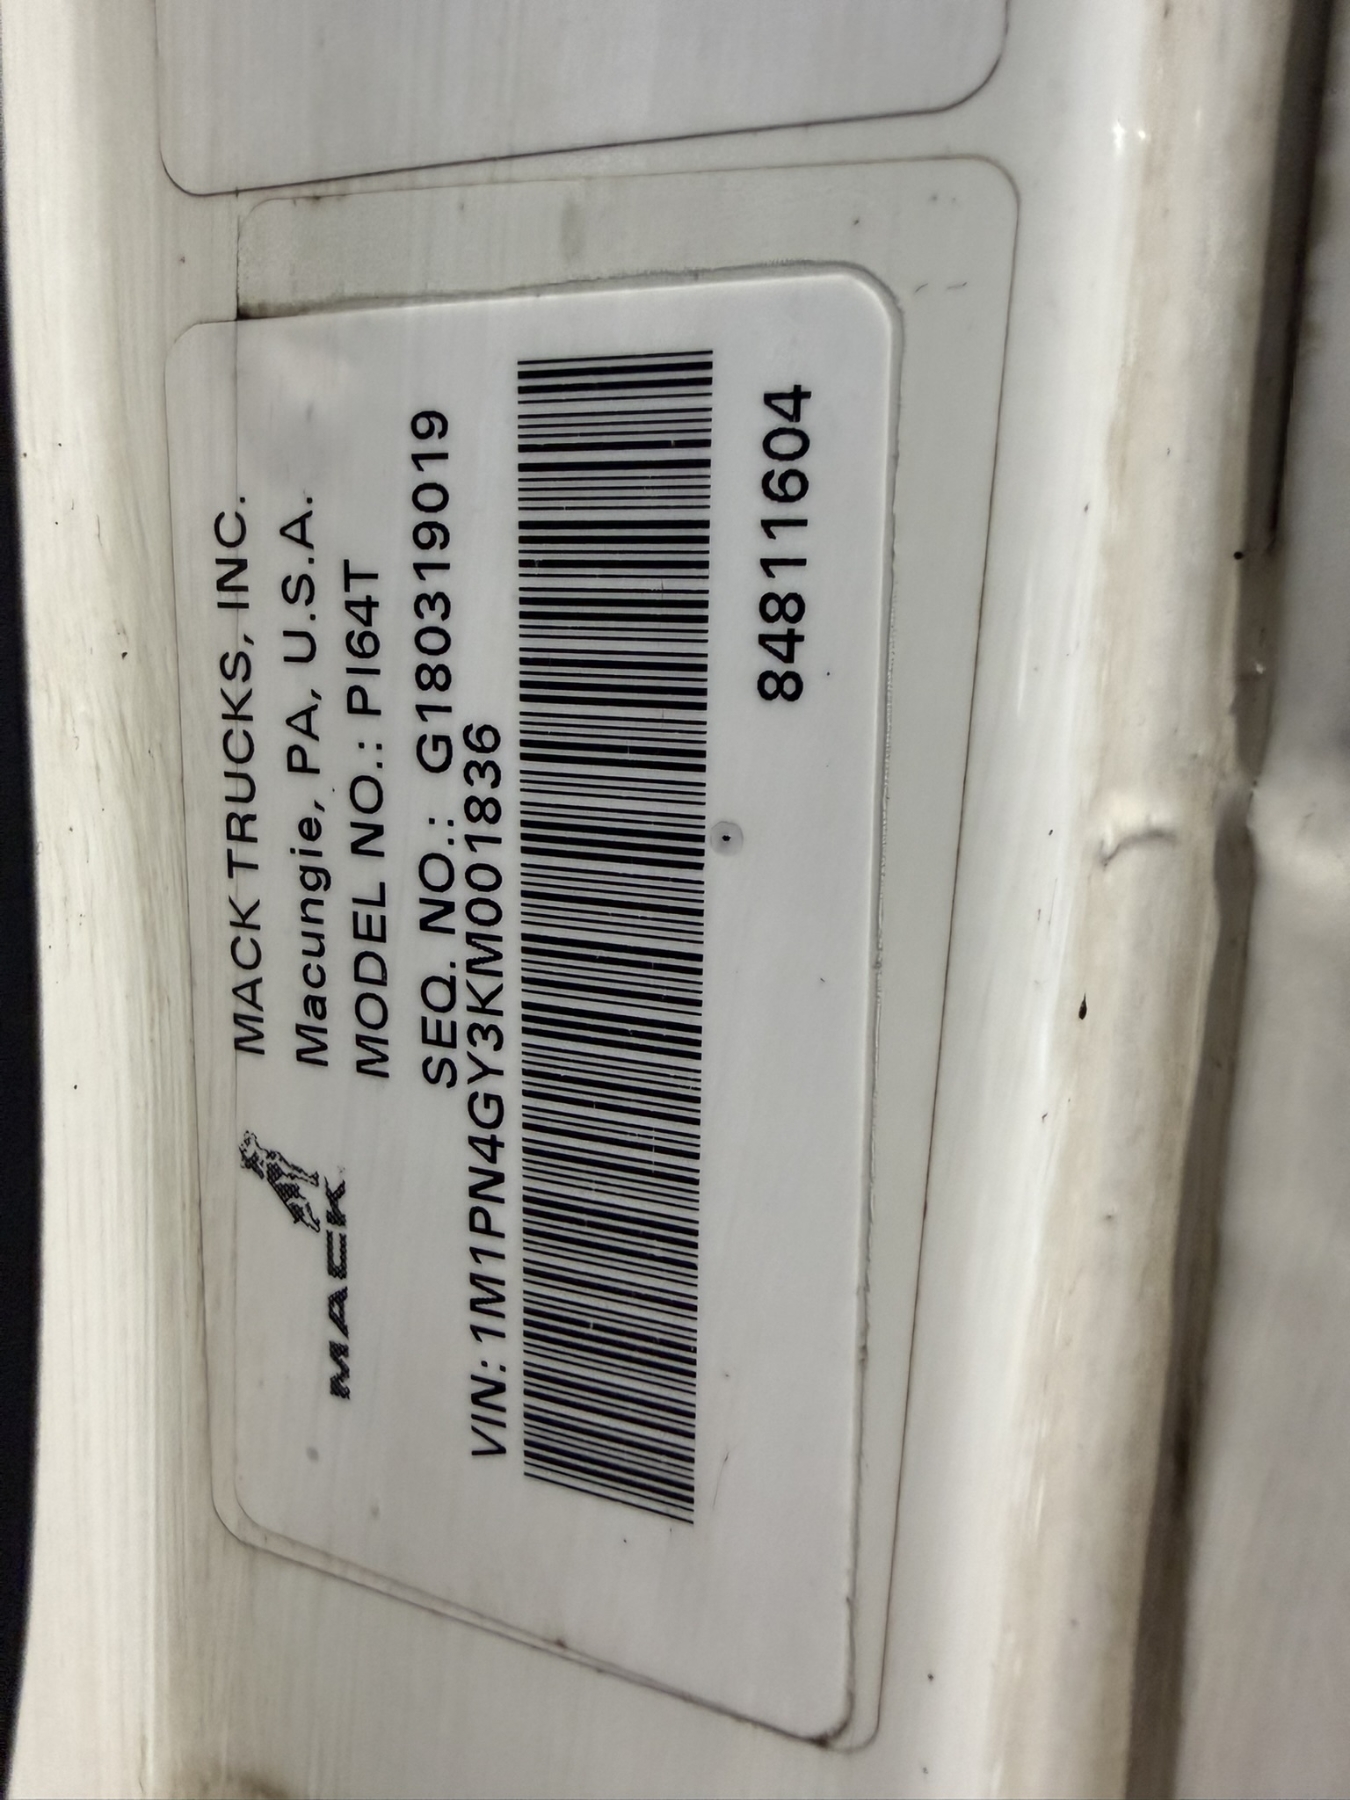 MACK
MACK TRUCKS, INC.
Macungie, PA, U.S.A.
MODEL NO.: PI64T
SEQ. NO.: G180319019
VIN: 1M1PN4GY3KM001836
84811604